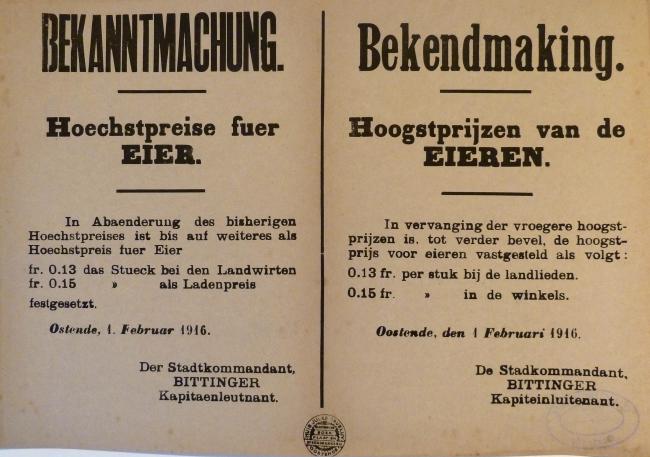 BEKANNTMACHUNG.
Hoechstpreise fuer
EIER.
In Abaenderung des bisherigen
Hoechstpreises ist bis auf weiteres als
Hoechstpreis fuer Eier
fr. 0.13 das Stueck bei den Landwirten
fr. 0.15 » als Ladenpreis
festgesetzt.
Ostende, 1. Februar 1916.
Der Stadtkommandant,
BITTINGER
Kapitaenleutnant.
Bekendmaking.
Hoogstprijzen van de
EIEREN.
In vervanging der vroegere hoogst-
prijzen is, tot verder bevel, de hoogst-
prijs voor eieren vastgesteld als volgt :
0.13 fr. per stuk bij de landlieden.
0.15 fr. » in de winkels.
Oostende, den 1 Februari 1916.
De Stadkommandant,
BITTINGER
Kapiteinluitenant.